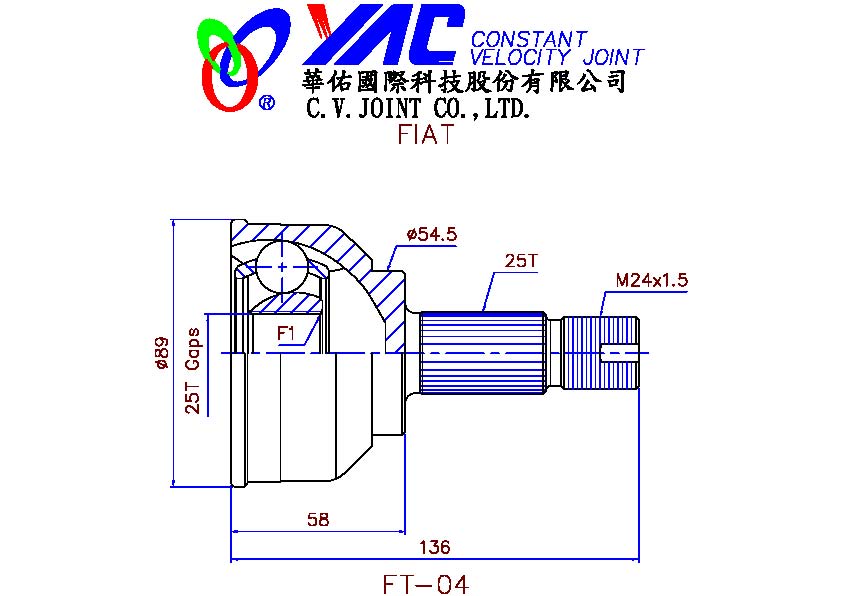 YAC CONSTANT
VELOCITY JOINT
®
華佑國際科技股份有限公司
C.V.JOINT CO.,LTD.
FIAT
ø54.5
25T
M24x1.5
F1
ø89
25T Gaps
58
136
FT-04